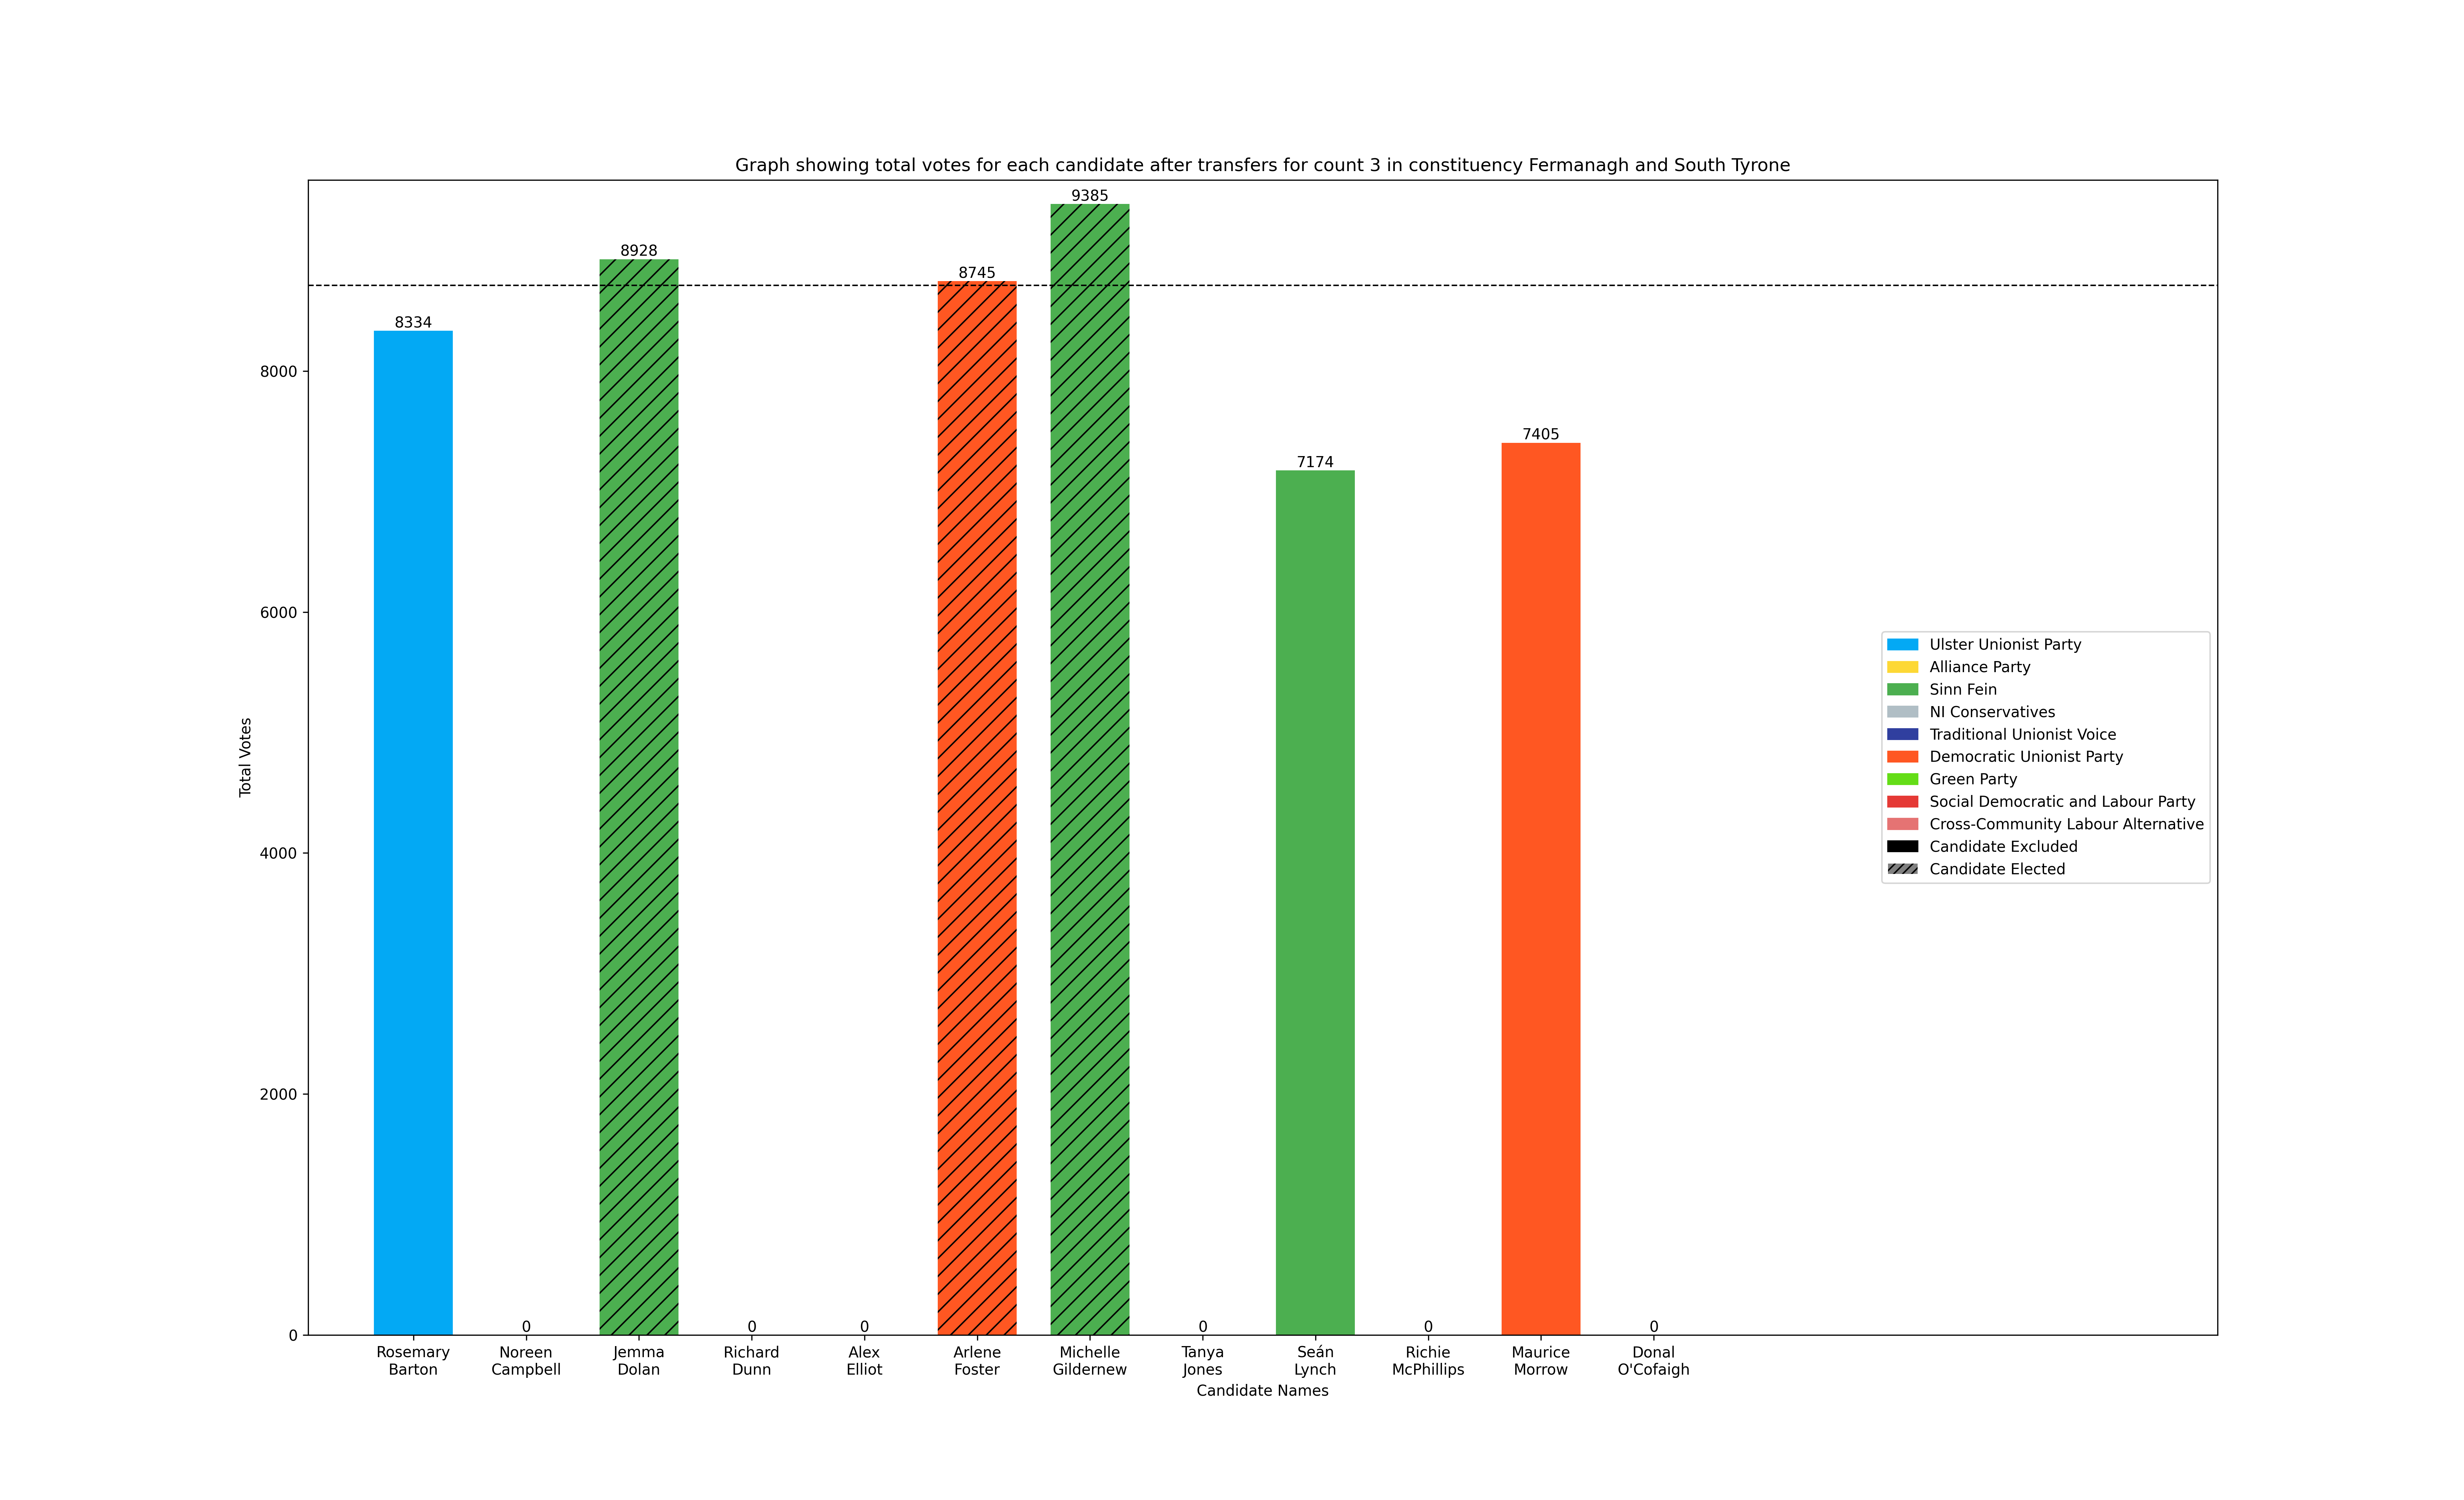 Graph showing total votes for each candidate after transfers for count 3 in constituency Fermanagh and South Tyrone
9385
8928
8745
8334
8000
7405
7174
6000
Ulster Unionist Party
Alliance Party
Sinn Fein
NI Conservatives
Traditional Unionist Voice
Democratic Unionist Party
Green Party
Social Democratic and Labour Party
Cross-Community Labour Alternative
Candidate Excluded
Candidate Elected
Total Votes
4000
2000
0
0
0
0
0
0
0
Rosemary
Barton
Noreen
Campbell
Jemma
Dolan
Richard
Dunn
Alex
Elliot
Arlene
Foster
Michelle
Gildernew
Tanya
Jones
Seán
Lynch
Richie
McPhillips
Maurice
Morrow
Donal
O'Cofaigh
Candidate Names